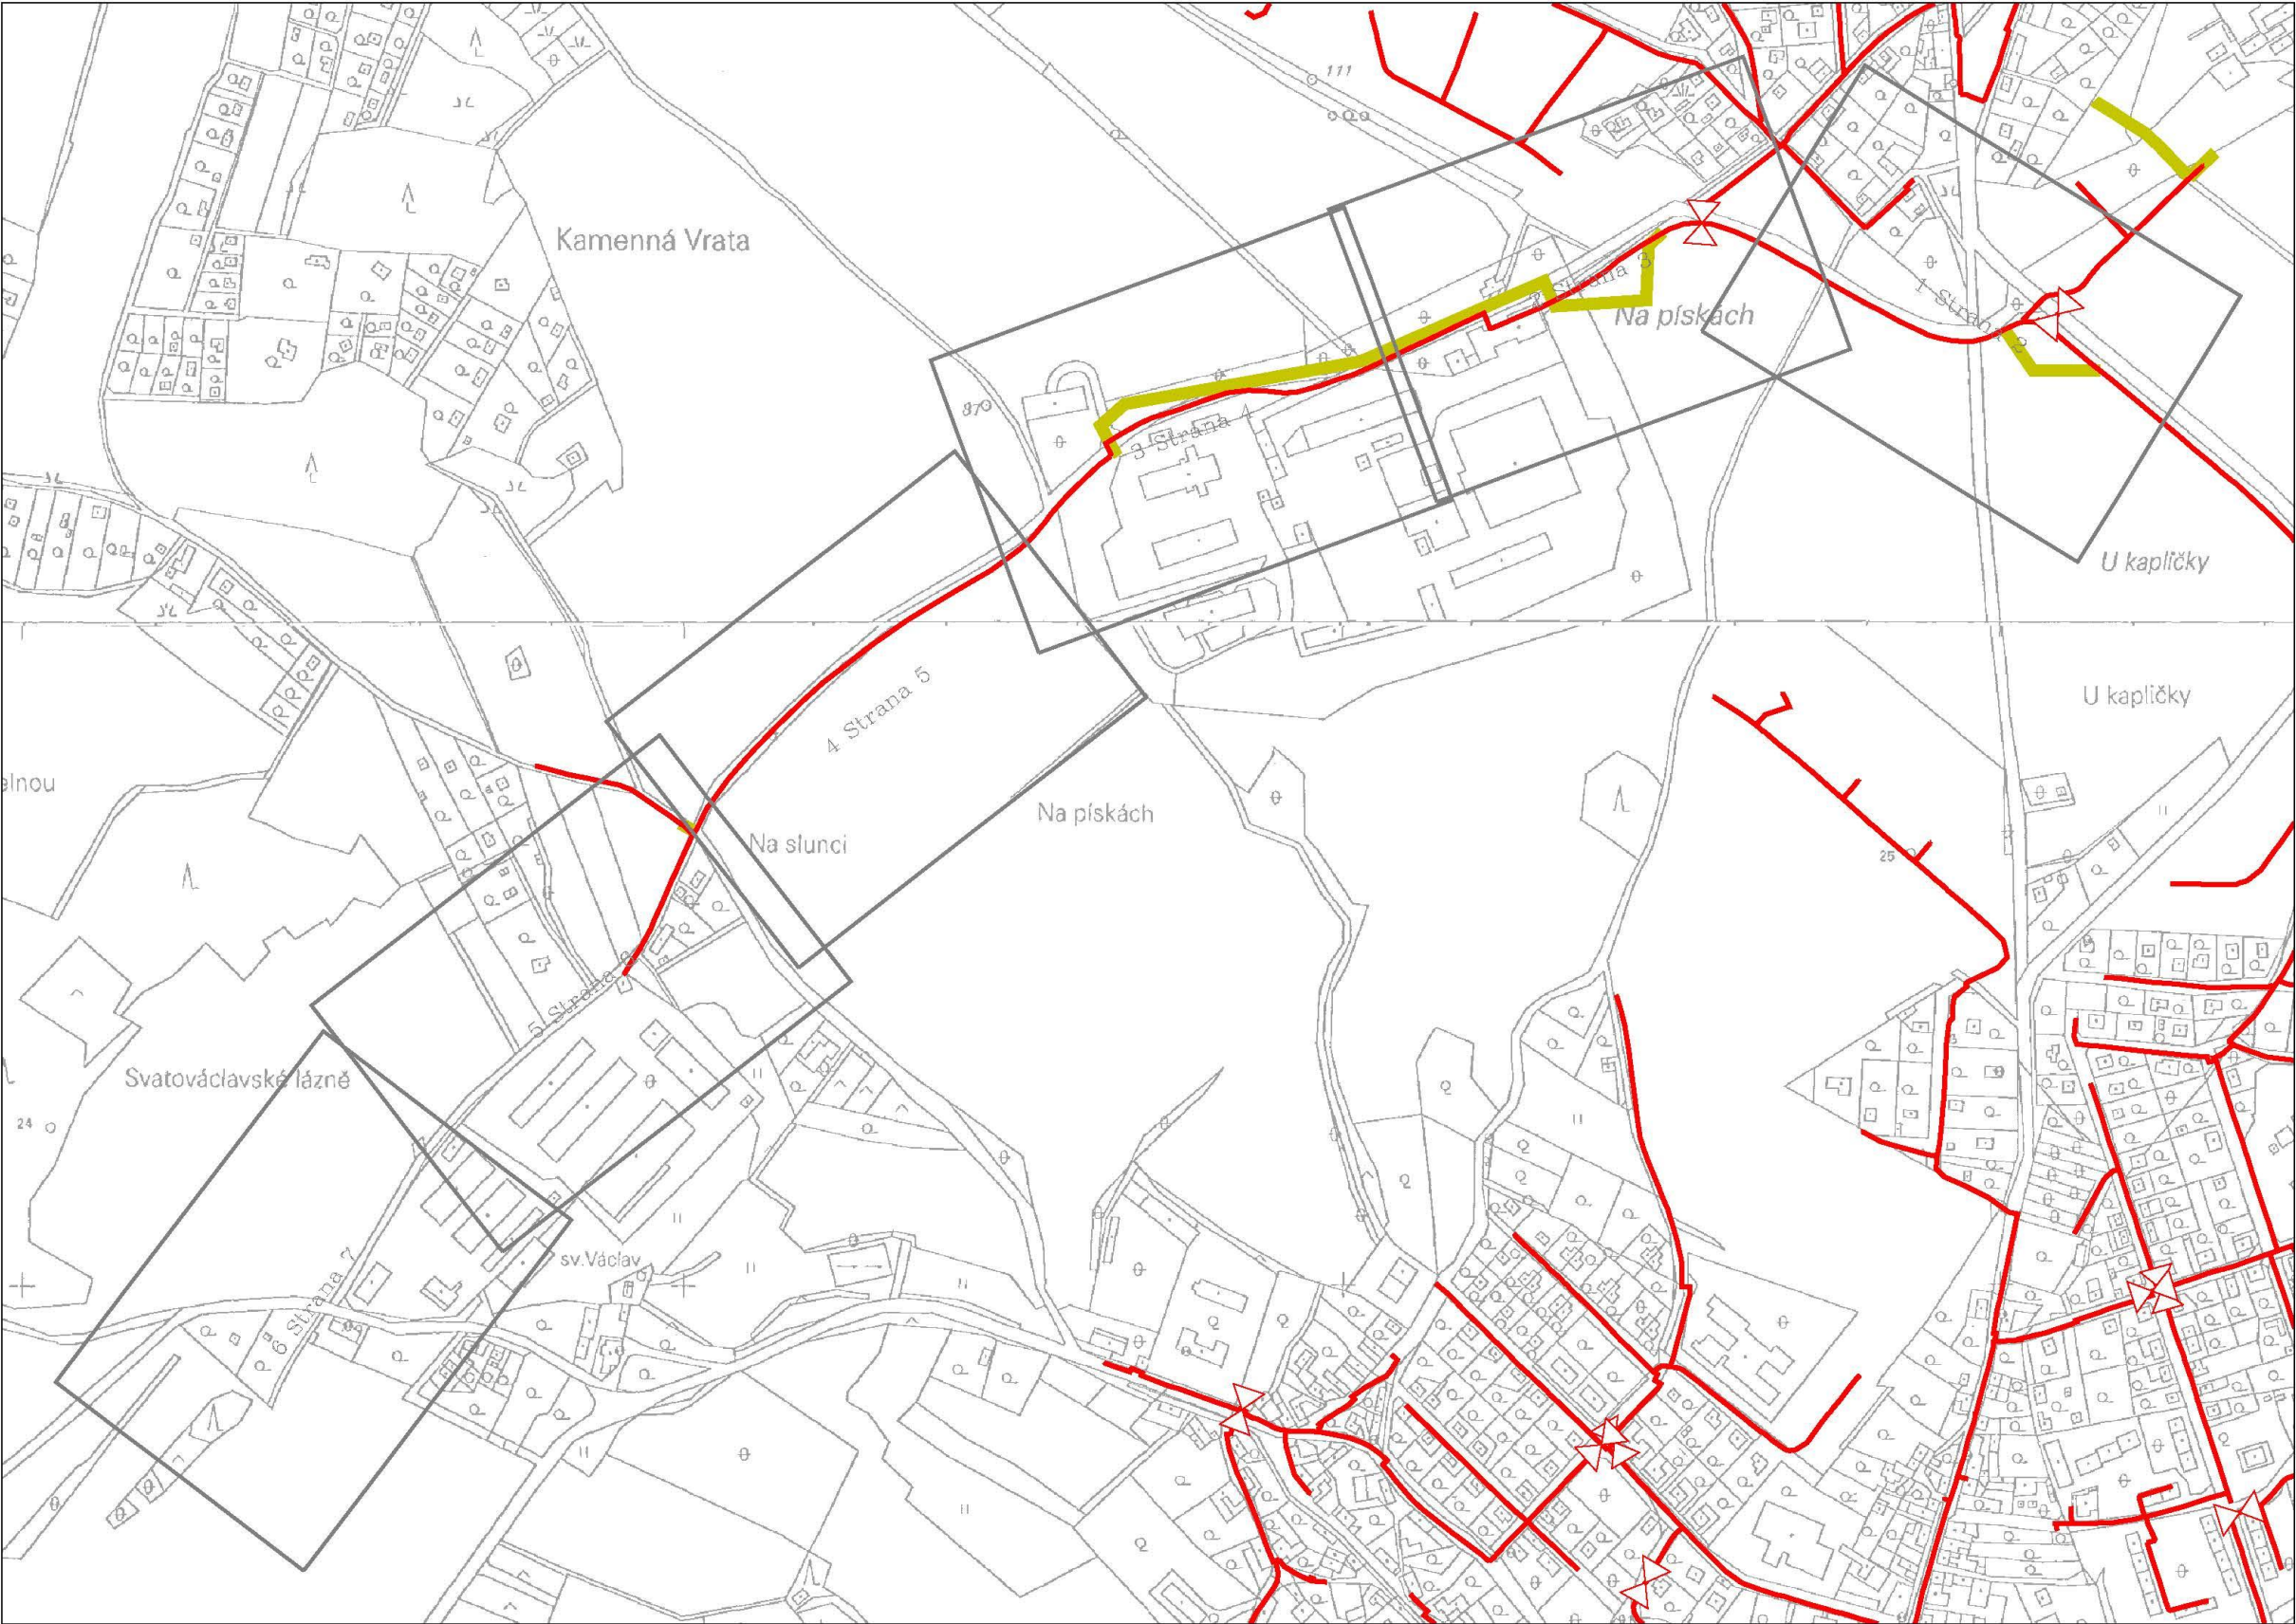 111
Kamenná Vrata
2 Strana 3
Na pískách
1 Strana 2
870
3 Strana 4
U kapličky
4 Strana 5
U kapličky
elnou
Na pískách
Na slunci
25
5 Strana 6
Svatováclavské lázně
24
sv.Václav
6 Strana 7